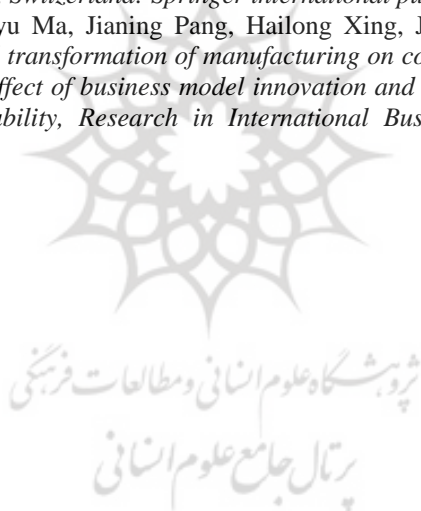 Switzerland: Springer international pu
yu Ma, Jianing Pang, Hailong Xing, J
transformation of manufacturing on co
ffect of business model innovation and
ability, Research in International Bus
پژوهشگاه علوم انسانی و مطالعات فرهنگی
پرتال جامع علوم انسانی